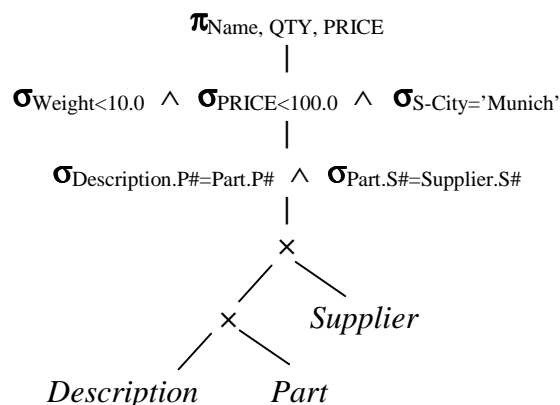 πName, QTY, PRICE
σWeight<10.0 ∧ σPRICE<100.0 ∧ σS-City=’Munich’
σDescription.P#=Part.P# ∧ σPart.S#=Supplier.S#
×
× Supplier
Description Part